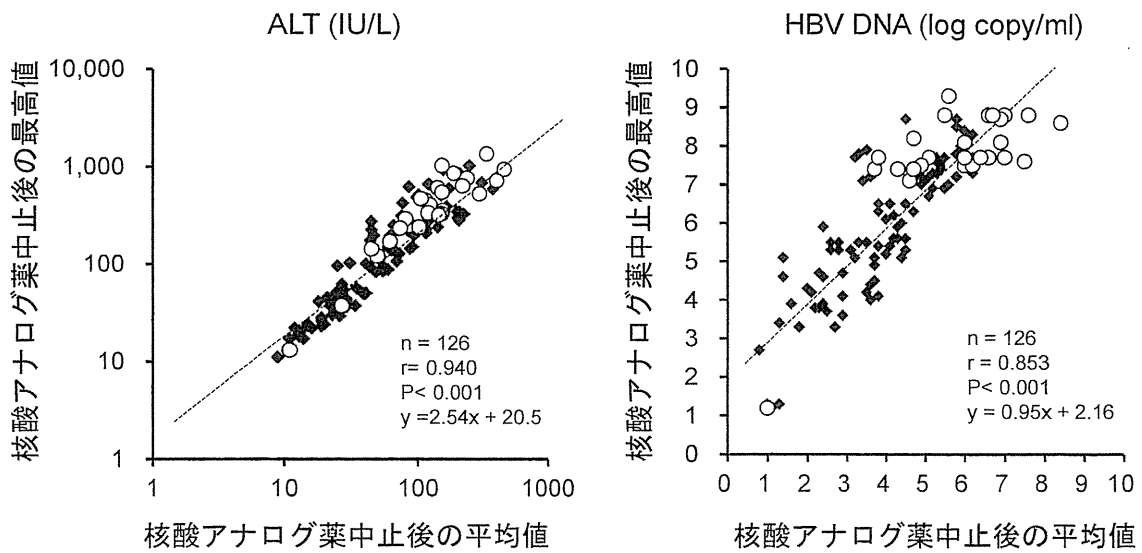 ALT (IU/L)
核酸アナログ薬中止後の最高値
10,000
1,000
100
10
1
n = 126
r= 0.940
P< 0.001
y =2.54x + 20.5
1 10 100 1000
核酸アナログ薬中止後の平均値
HBV DNA (log copy/ml)
核酸アナログ薬中止後の最高値
10
9
8
7
6
5
4
3
2
1
0
n = 126
r = 0.853
P< 0.001
y = 0.95x + 2.16
0 1 2 3 4 5 6 7 8 9 10
核酸アナログ薬中止後の平均値